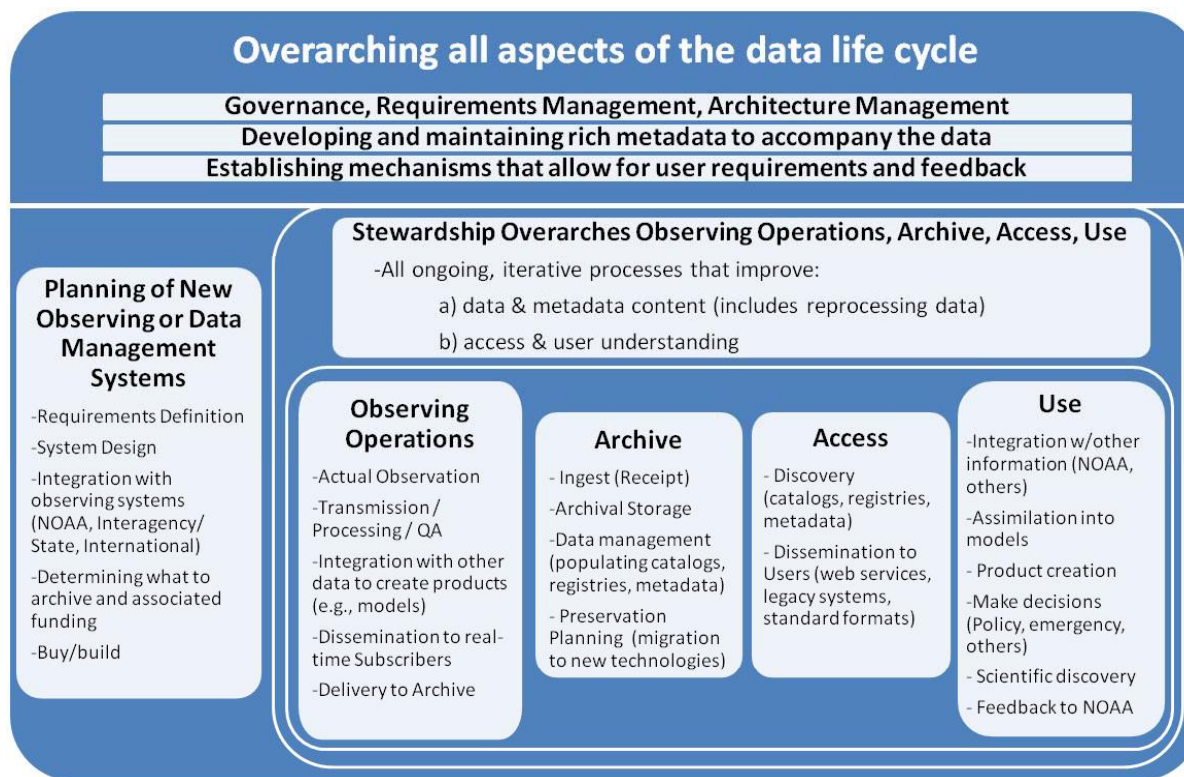 Overarching all aspects of the data life cycle
Governance, Requirements Management, Architecture Management
Developing and maintaining rich metadata to accompany the data
Establishing mechanisms that allow for user requirements and feedback
Planning of New
Observing or Data
Management
Systems
-Requirements Definition
-System Design
-Integration with
observing systems
(NOAA, Interagency/
State, International)
-Determining what to
archive and associated
funding
-Buy/build
Stewardship Overarches Observing Operations, Archive, Access, Use
-All ongoing, iterative processes that improve:
a) data & metadata content (includes reprocessing data)
b) access & user understanding
Observing
Operations
-Actual Observation
-Transmission /
Processing / QA
-Integration with other
data to create products
(e.g., models)
-Dissemination to real-
time Subscribers
-Delivery to Archive
Archive
- Ingest (Receipt)
-Archival Storage
-Data management
(populating catalogs,
registries, metadata)
- Preservation
Planning (migration
to new technologies)
Access
- Discovery
(catalogs, registries,
metadata)
- Dissemination to
Users (web services,
legacy systems,
standard formats)
Use
-Integration w/other
information (NOAA,
others)
-Assimilation into
models
- Product creation
-Make decisions
(Policy, emergency,
others)
- Scientific discovery
- Feedback to NOAA